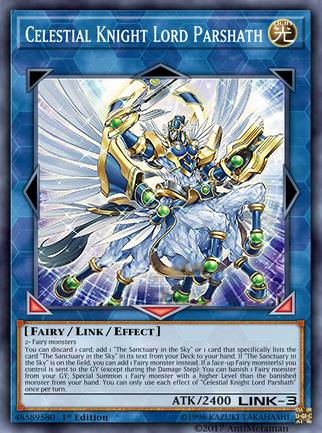 CELESTIAL KNIGHT LORD PARSHATH
LIGHT
光
[FAIRY / LINK / EFFECT]
2+ Fairy monsters
You can discard 1 card; add 1 "The Sanctuary in the Sky" or 1 card that specifically lists the
card "The Sanctuary in the Sky" in its text from your Deck to your hand. If "The Sanctuary
in the Sky" is on the field, you can add 1 Fairy monster instead. If a face-up Fairy monster(s) you
control is sent to the GY (except during the Damage Step): You can banish 1 Fairy monster
from your GY; Special Summon 1 Fairy monster with a higher Level than the banished
monster from your hand. You can only use each effect of "Celestial Knight Lord Parshath"
once per turn.
ATK/2400 LINK-3
48589580 1st Edition ©1996 KAZUKI TAKAHASHI
©2017 AntiMetaman